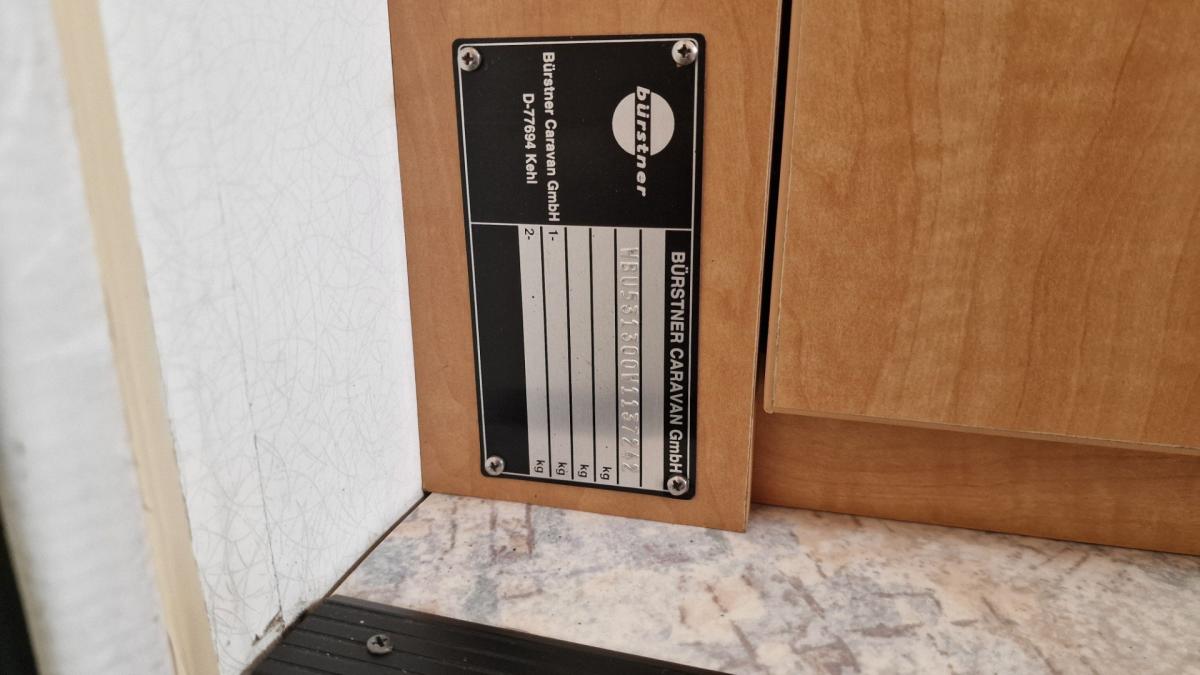 bürstner
Bürstner Caravan GmbH
D-77694 Kehl
BÜRSTNER CARAVAN GmbH
kg
kg
1- kg
2- kg